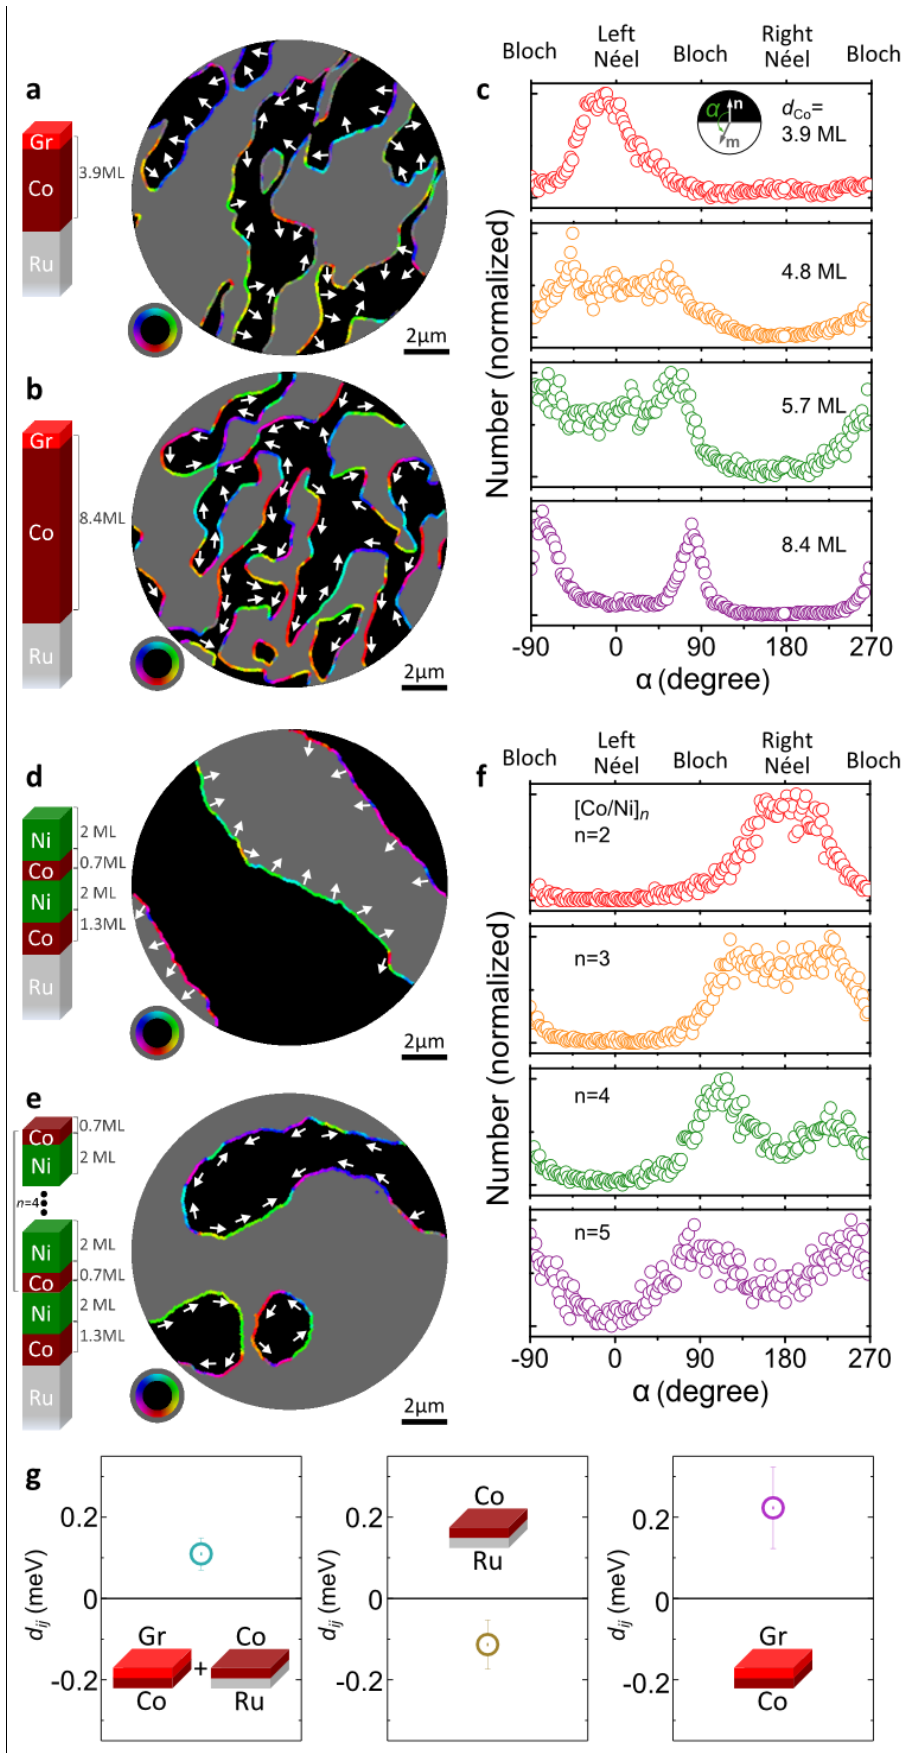 a
Gr
Co
Ru
3.9ML
2μm
b
Gr
Co
Ru
8.4ML
2μm
c
Bloch
Left
Néel
Bloch
Right
Néel
Bloch
α
n
m
dCo=
3.9 ML
4.8 ML
5.7 ML
8.4 ML
Number (normalized)
-90 0 90 180 270
α (degree)
d
Ni
Co
Ni
Co
Ru
2 ML
0.7ML
2 ML
1.3ML
2μm
e
Co
Ni
n=4
Ni
Co
Ni
Co
Ru
0.7ML
2 ML
2 ML
0.7ML
2 ML
1.3ML
2μm
f
Bloch
Left
Néel
Bloch
Right
Néel
Bloch
[Co/Ni]n
n=2
n=3
n=4
n=5
Number (normalized)
-90 0 90 180 270
α (degree)
g
dij (meV)
0.2
0
-0.2
Gr
Co
+
Co
Ru
dij (meV)
0.2
0
-0.2
Co
Ru
dij (meV)
0.2
0
-0.2
Gr
Co